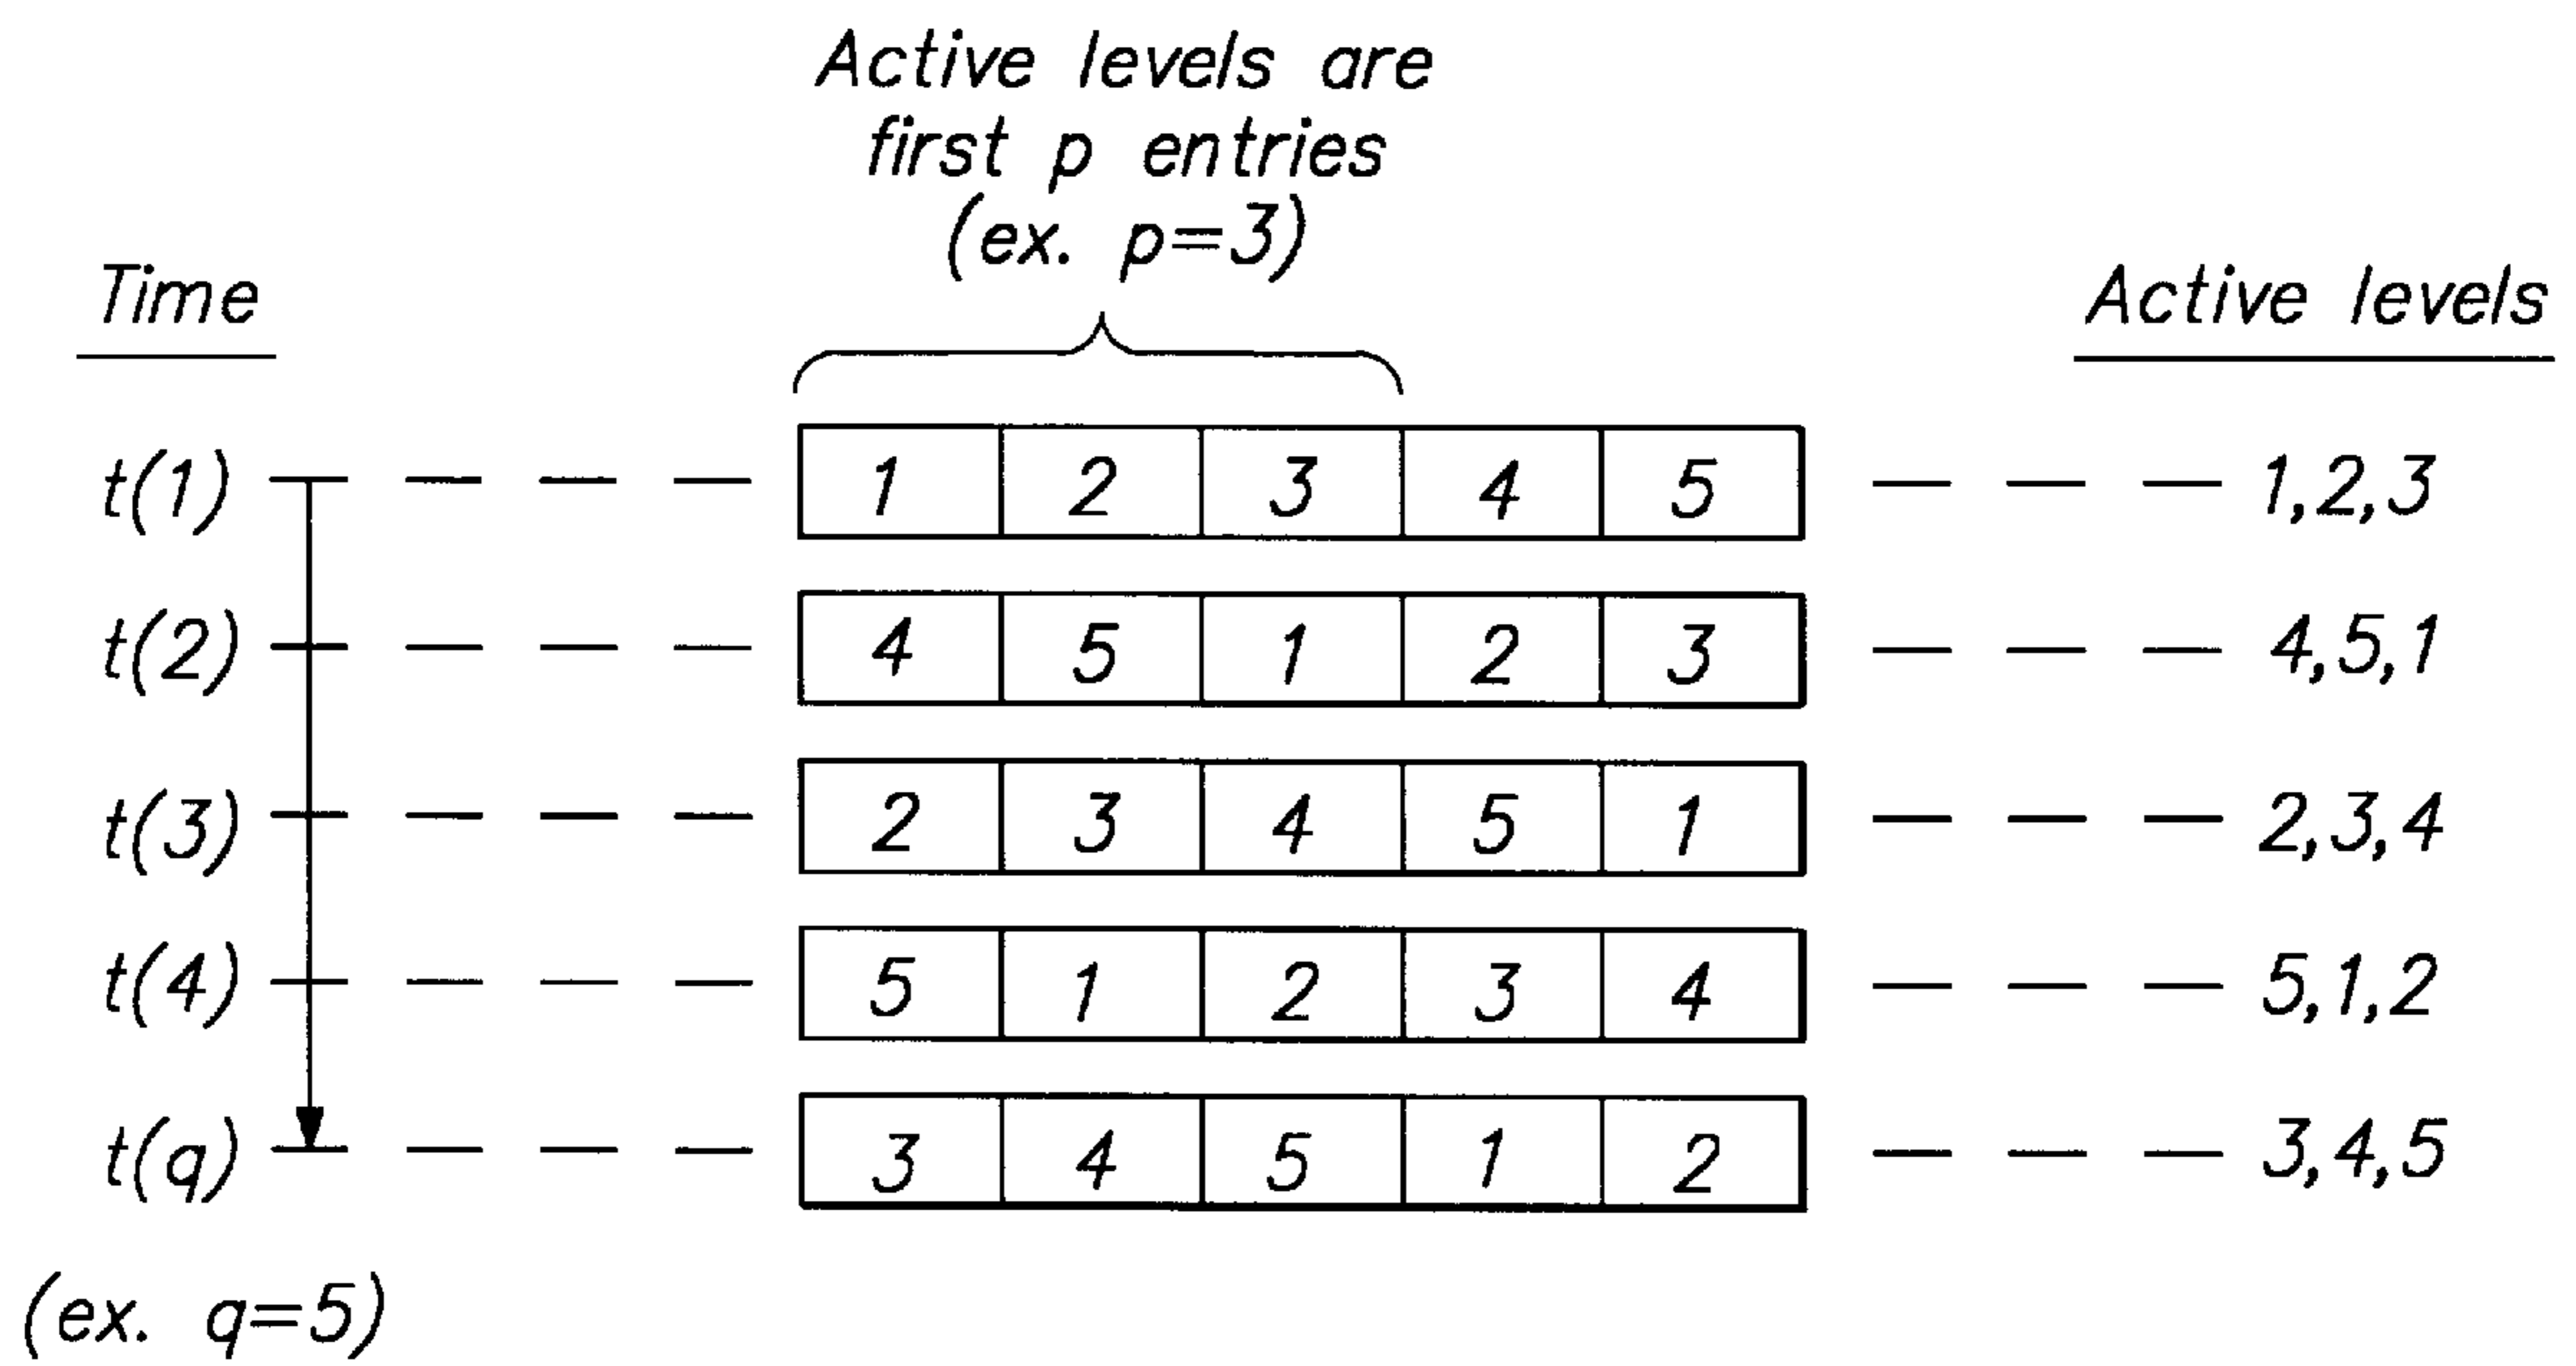 Active levels are
first p entries
(ex. p=3)
Time Active levels
t(1) 1 2 3 4 5 1,2,3
t(2) 4 5 1 2 3 4,5,1
t(3) 2 3 4 5 1 2,3,4
t(4) 5 1 2 3 4 5,1,2
t(q) 3 4 5 1 2 3,4,5
(ex. q=5)